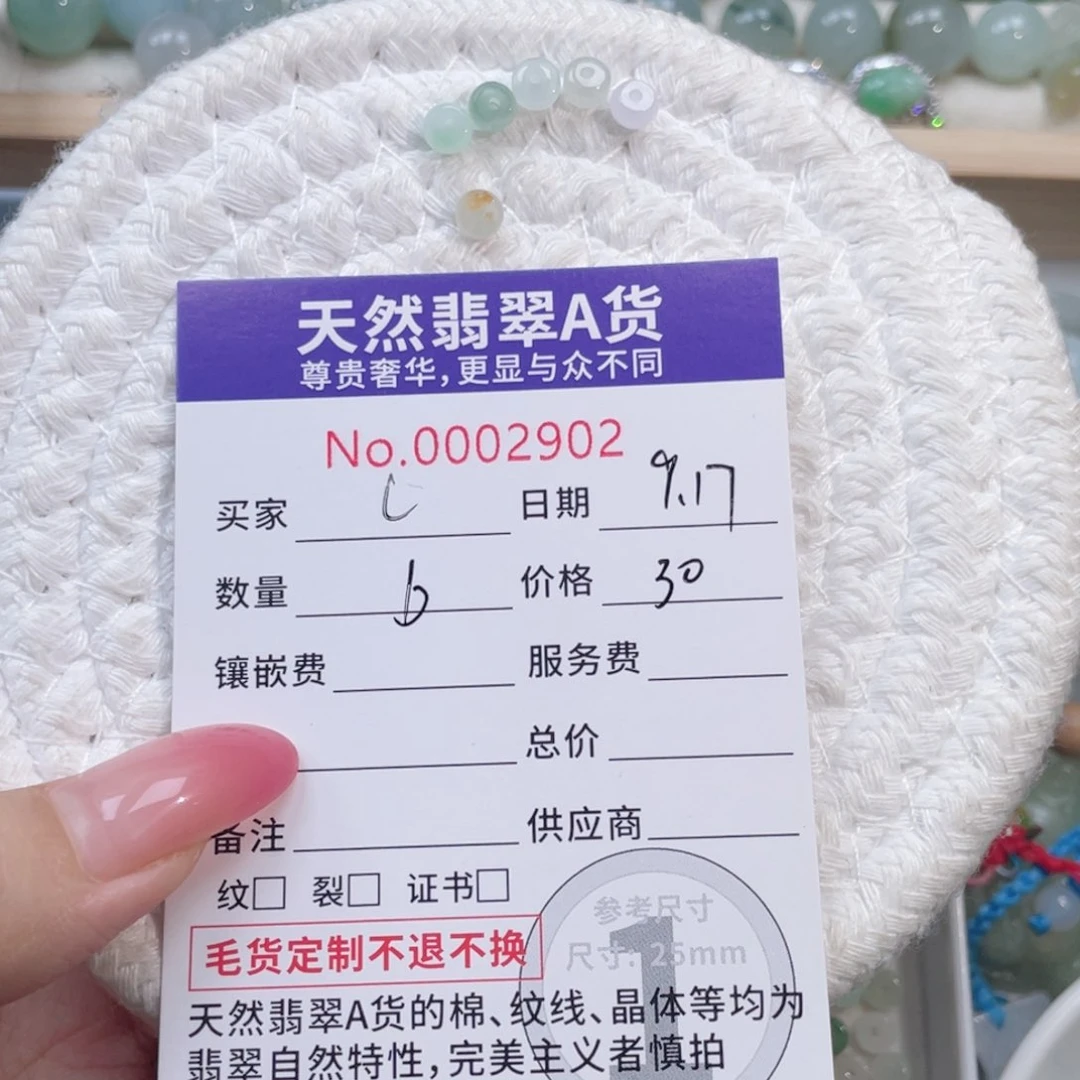 天然翡翠A货
尊贵奢华,更显与众不同
No.0002902
买家 日期 9.17
数量 6 价格 30
镶嵌费 服务费
总价
备注 供应商
纹□ 裂□ 证书□
参考尺寸
毛货定制不退不换
尺寸: 25mm
1
天然翡翠A货的棉、纹线、晶体等均为
翡翠自然特性,完美主义者慎拍